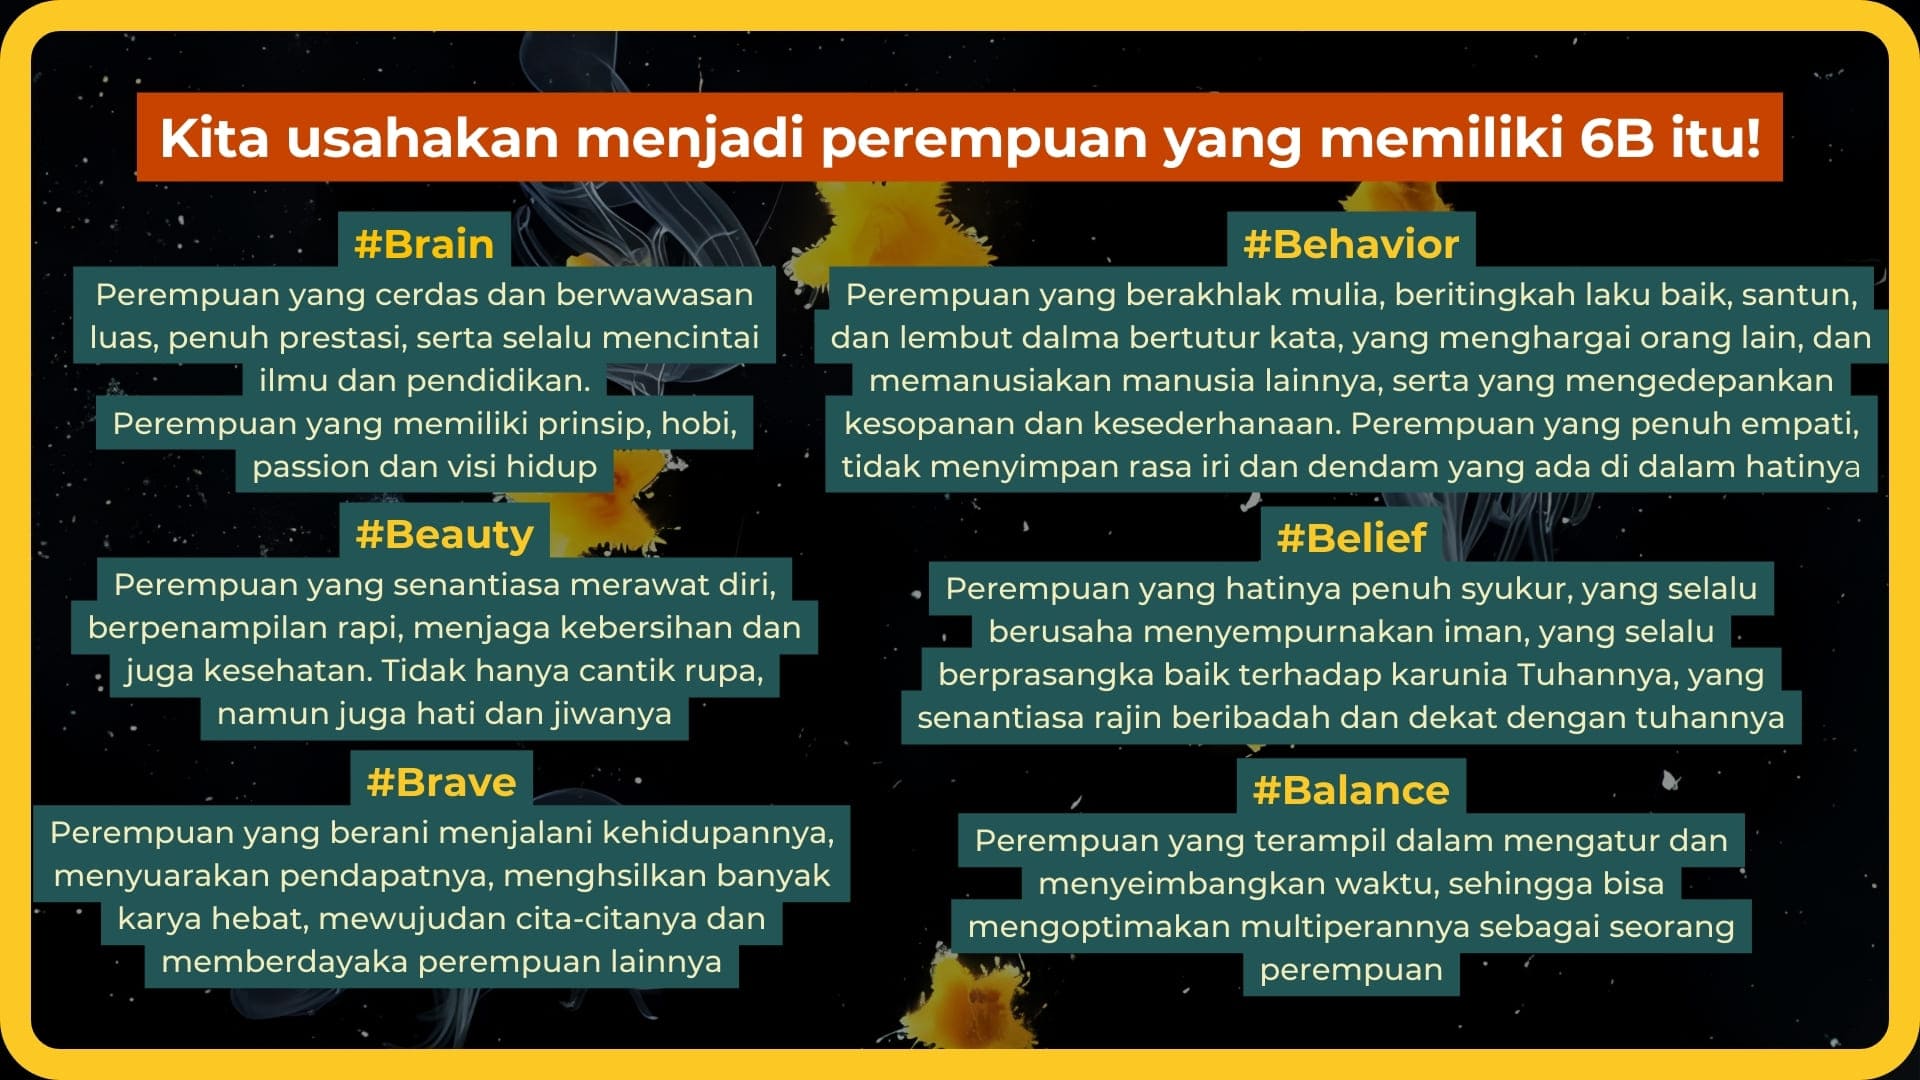 Kita usahakan menjadi perempuan yang memiliki 6B itu!
#Brain
Perempuan yang cerdas dan berwawasan
luas, penuh prestasi, serta selalu mencintai
ilmu dan pendidikan.
Perempuan yang memiliki prinsip, hobi,
passion dan visi hidup
#Beauty
Perempuan yang senantiasa merawat diri,
berpenampilan rapi, menjaga kebersihan dan
juga kesehatan. Tidak hanya cantik rupa,
namun juga hati dan jiwanya
#Brave
Perempuan yang berani menjalani kehidupannya,
menyuarakan pendapatnya, menghsilkan banyak
karya hebat, mewujudan cita-citanya dan
memberdayaka perempuan lainnya
#Behavior
Perempuan yang berakhlak mulia, beritingkah laku baik, santun,
dan lembut dalma bertutur kata, yang menghargai orang lain, dan
memanusiakan manusia lainnya, serta yang mengedepankan
kesopanan dan kesederhanaan. Perempuan yang penuh empati,
tidak menyimpan rasa iri dan dendam yang ada di dalam hatinya
#Belief
Perempuan yang hatinya penuh syukur, yang selalu
berusaha menyempurnakan iman, yang selalu
berprasangka baik terhadap karunia Tuhannya, yang
senantiasa rajin beribadah dan dekat dengan tuhannya
#Balance
Perempuan yang terampil dalam mengatur dan
menyeimbangkan waktu, sehingga bisa
mengoptimakan multiperannya sebagai seorang
perempuan